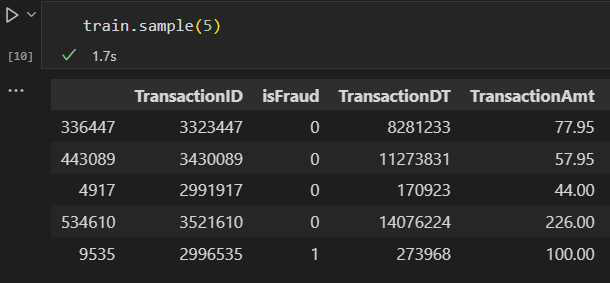 train.sample(5)
[10] 1.7s
TransactionID isFraud TransactionDT TransactionAmt
336447 3323447 0 8281233 77.95
443089 3430089 0 11273831 57.95
4917 2991917 0 170923 44.00
534610 3521610 0 14076224 226.00
9535 2996535 1 273968 100.00